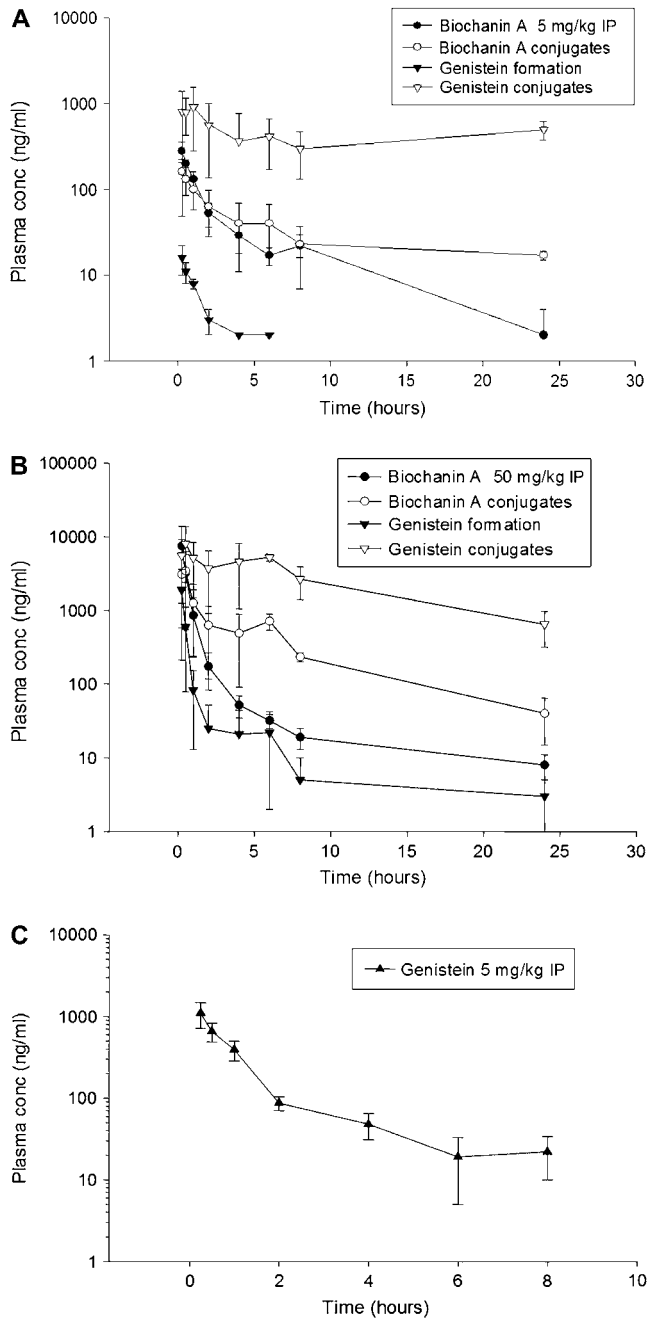 A
Biochanin A 5 mg/kg IP
Biochanin A conjugates
Genistein formation
Genistein conjugates
Plasma conc (ng/ml)
1000
1000
100
10
1
0
5
10
15
20
25
30
Time (hours)
B
Biochanin A 50 mg/kg IP
Biochanin A conjugates
Genistein formation
Genistein conjugates
Plasma conc (ng/ml)
100000
10000
1000
100
10
1
0
5
10
15
20
25
30
Time (hours)
C
Genistein 5 mg/kg IP
Plasma conc (ng/ml)
10000
1000
100
10
1
0
2
4
6
8
10
Time (hours)